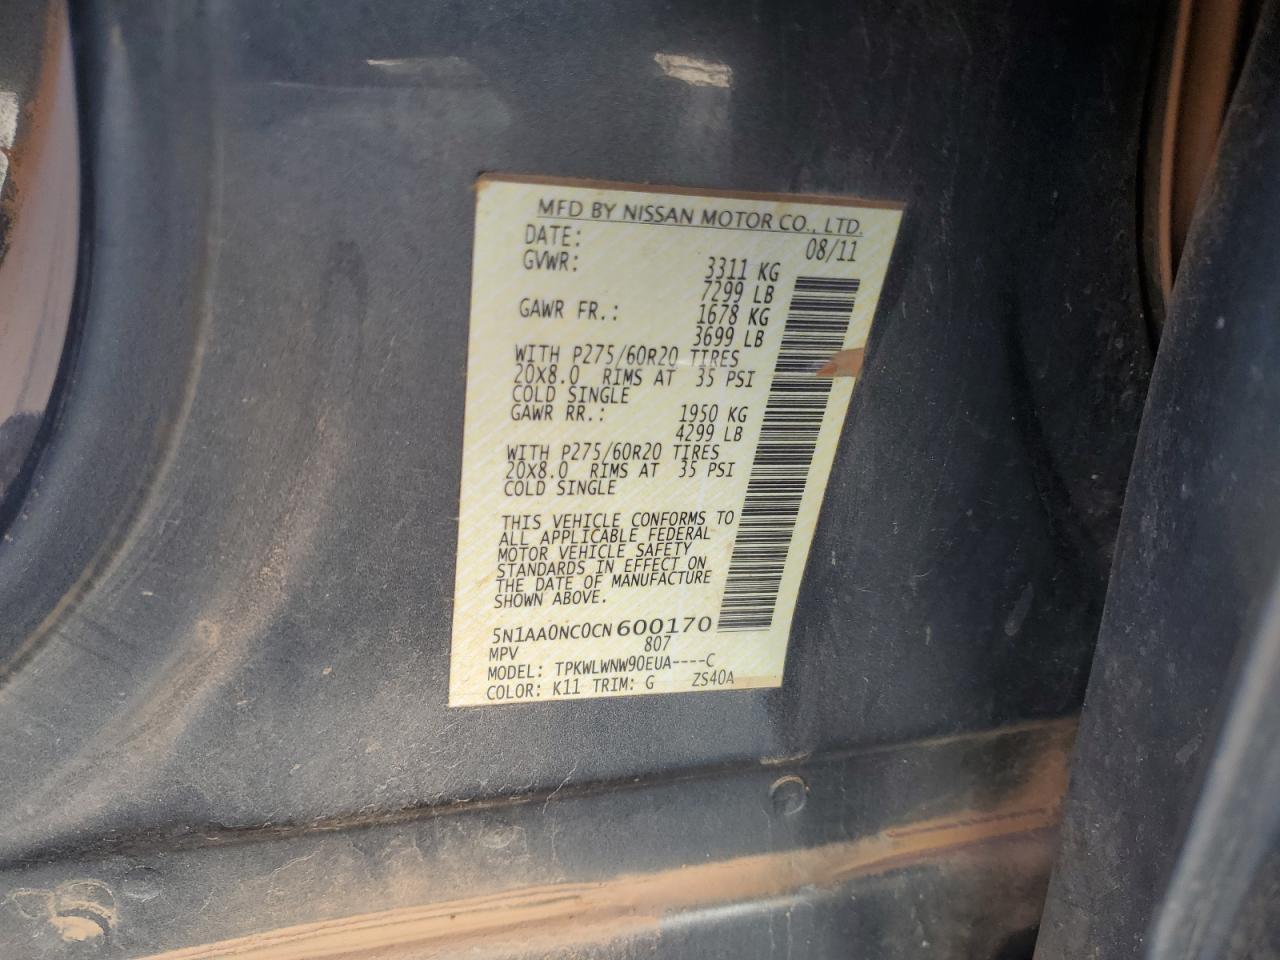 MFD BY NISSAN MOTOR CO., LTD.
DATE: 08/11
GVWR: 3311 KG
7299 LB
GAWR FR.: 1678 KG
3699 LB
WITH P275/60R20 TIRES
20X8.0 RIMS AT 35 PSI
COLD SINGLE
GAWR RR.: 1950 KG
4299 LB
WITH P275/60R20 TIRES
20X8.0 RIMS AT 35 PSI
COLD SINGLE
THIS VEHICLE CONFORMS TO
ALL APPLICABLE FEDERAL
MOTOR VEHICLE SAFETY
STANDARDS IN EFFECT ON
THE DATE OF MANUFACTURE
SHOWN ABOVE.
5N1AA0NC0CN600170
MPV 807
MODEL: TPKWLWNW90EUA----C
COLOR: K11 TRIM: G ZS40A